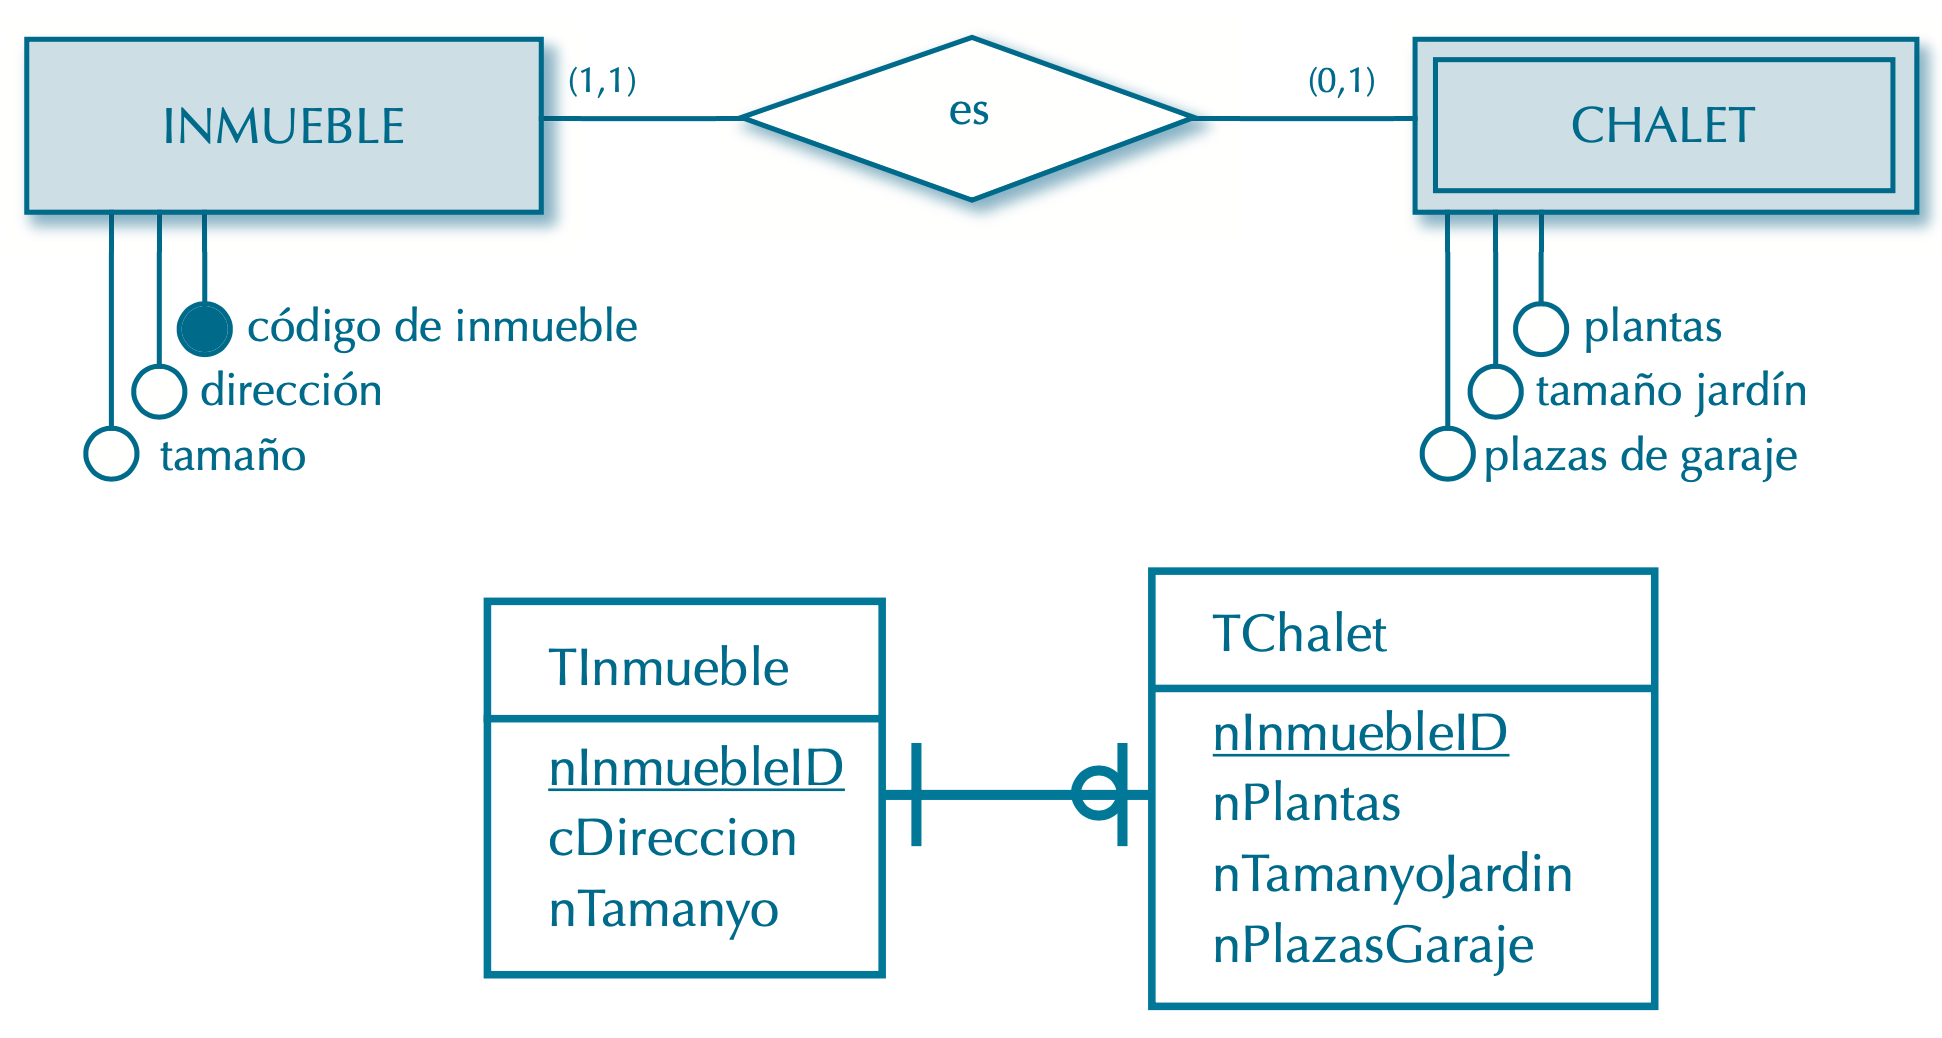 INMUEBLE
(1,1)
es
(0,1)
CHALET
código de inmueble
dirección
tamaño
plantas
tamaño jardín
plazas de garaje
TInmueble
nInmuebleID
cDireccion
nTamanyo
TChalet
nInmuebleID
nPlantas
nTamanyoJardin
nPlazasGaraje